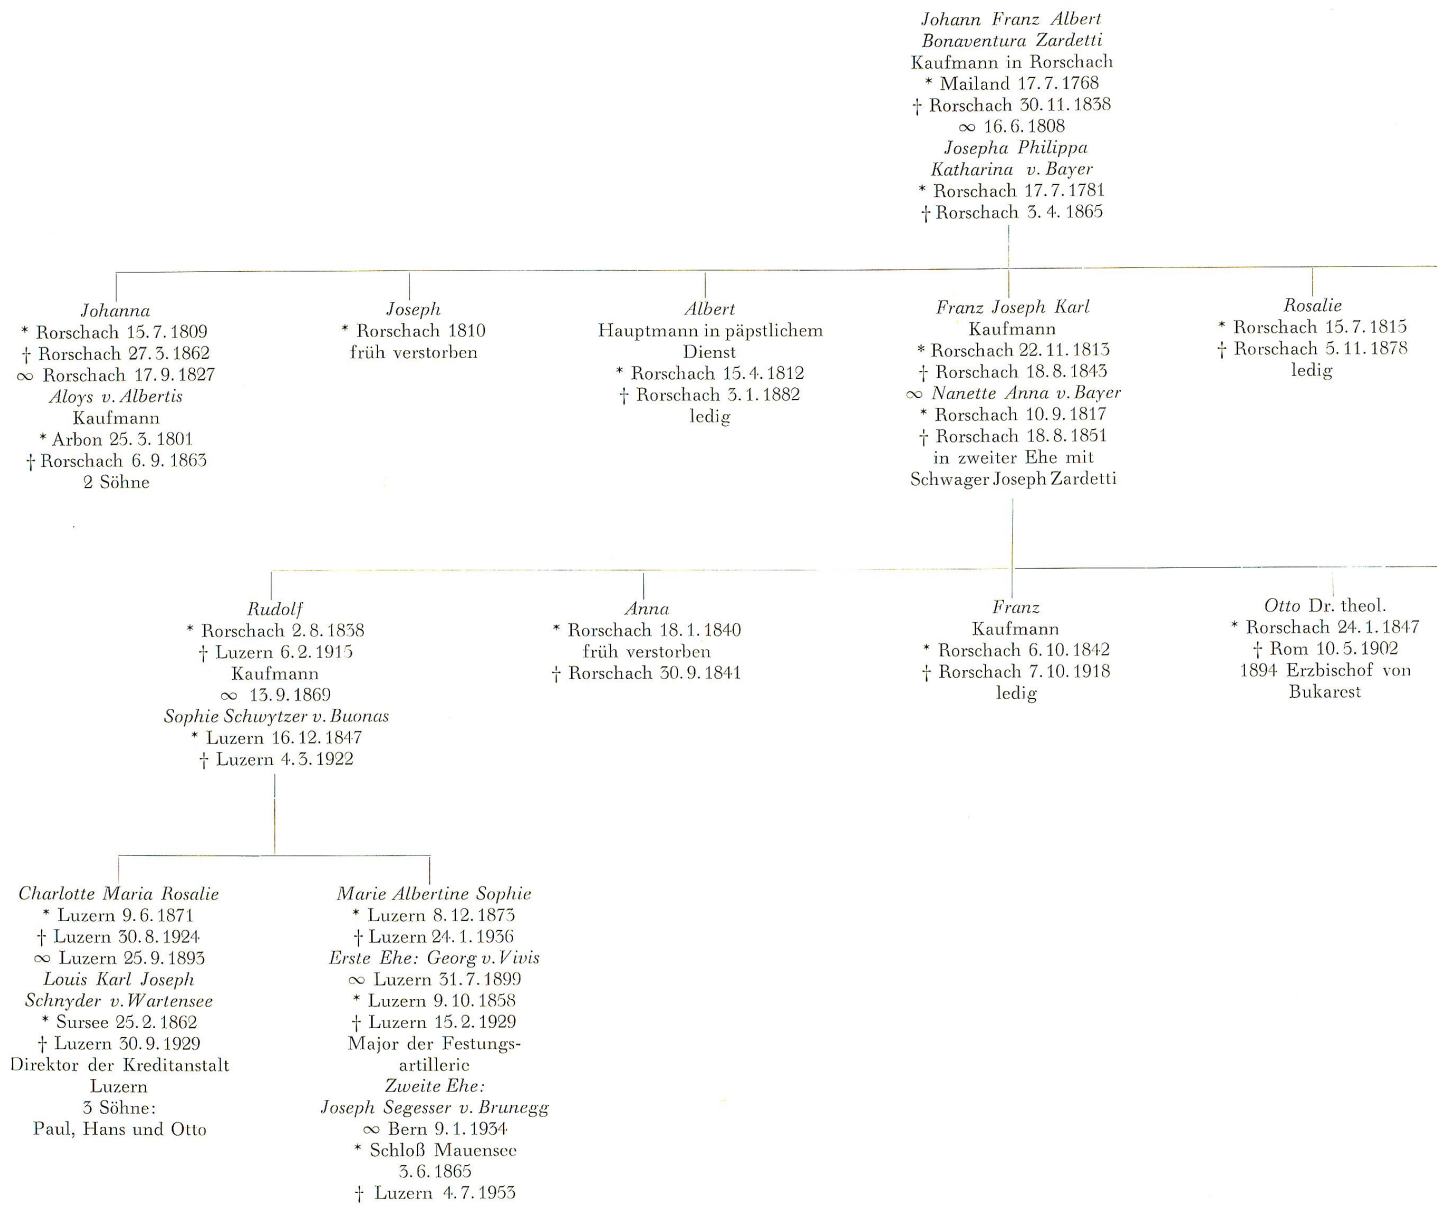 Johann Franz Albert
Bonaventura Zardetti
Kaufmann in Rorschach
* Mailand 17.7.1768
† Rorschach 30.11.1838
∞ 16.6.1808
Josepha Philippa
Katharina v. Bayer
* Rorschach 17.7.1781
† Rorschach 3.4.1865
Johanna
* Rorschach 15.7.1809
† Rorschach 27.3.1862
∞ Rorschach 17.9.1827
Aloys v. Albertis
Kaufmann
* Arbon 25.3.1801
† Rorschach 6.9.1863
2 Söhne
Joseph
* Rorschach 1810
früh verstorben
Albert
Hauptmann in päpstlichem
Dienst
* Rorschach 15.4.1812
† Rorschach 3.1.1882
ledig
Franz Joseph Karl
Kaufmann
* Rorschach 22.11.1813
† Rorschach 18.8.1843
∞ Nanette Anna v. Bayer
* Rorschach 10.9.1817
† Rorschach 18.8.1851
in zweiter Ehe mit
Schwager Joseph Zardetti
Rosalie
* Rorschach 15.7.1815
† Rorschach 5.11.1878
ledig
Rudolf
* Rorschach 2.8.1838
† Luzern 6.2.1915
Kaufmann
∞ 13.9.1869
Sophie Schwytzer v. Buonas
* Luzern 16.12.1847
† Luzern 4.3.1922
Anna
* Rorschach 18.1.1840
früh verstorben
† Rorschach 30.9.1841
Franz
Kaufmann
* Rorschach 6.10.1842
† Rorschach 7.10.1918
ledig
Otto Dr. theol.
* Rorschach 24.1.1847
† Rom 10.5.1902
1894 Erzbischof von
Bukarest
Charlotte Maria Rosalie
* Luzern 9.6.1871
† Luzern 30.8.1924
∞ Luzern 25.9.1893
Louis Karl Joseph
Schnyder v. Wartensee
* Sursee 25.2.1862
† Luzern 30.9.1929
Direktor der Kreditanstalt
Luzern
3 Söhne:
Paul, Hans und Otto
Marie Albertine Sophie
* Luzern 8.12.1873
† Luzern 24.1.1936
Erste Ehe: Georg v. Vivis
∞ Luzern 31.7.1899
* Luzern 9.10.1858
† Luzern 15.2.1929
Major der Festungs-
artillerie
Zweite Ehe:
Joseph Segesser v. Brunegg
∞ Bern 9.1.1934
* Schloß Mauensee
3.6.1865
† Luzern 4.7.1953